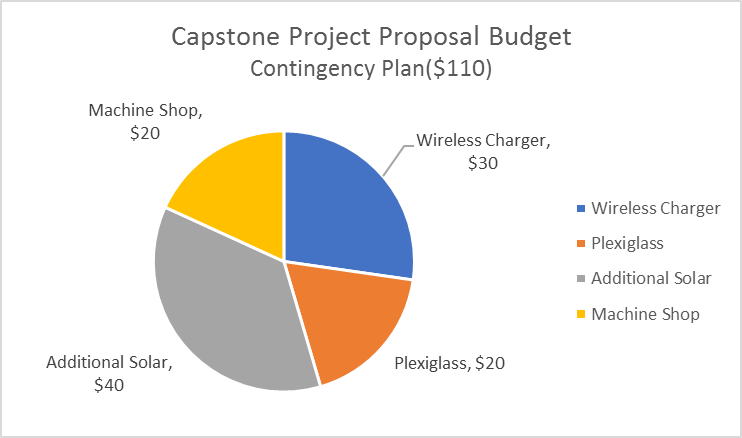 Capstone Project Proposal Budget
Contingency Plan($110)
Machine Shop,
$20
Wireless Charger,
$30
Additional Solar,
$40
Plexiglass, $20
Wireless Charger
Plexiglass
Additional Solar
Machine Shop